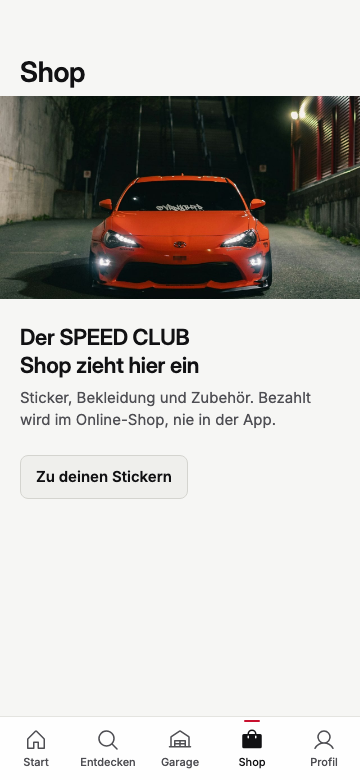 Shop
Der SPEED CLUB
Shop zieht hier ein
Sticker, Bekleidung und Zubehör. Bezahlt
wird im Online-Shop, nie in der App.
Zu deinen Stickern
Start
Entdecken
Garage
Shop
Profil